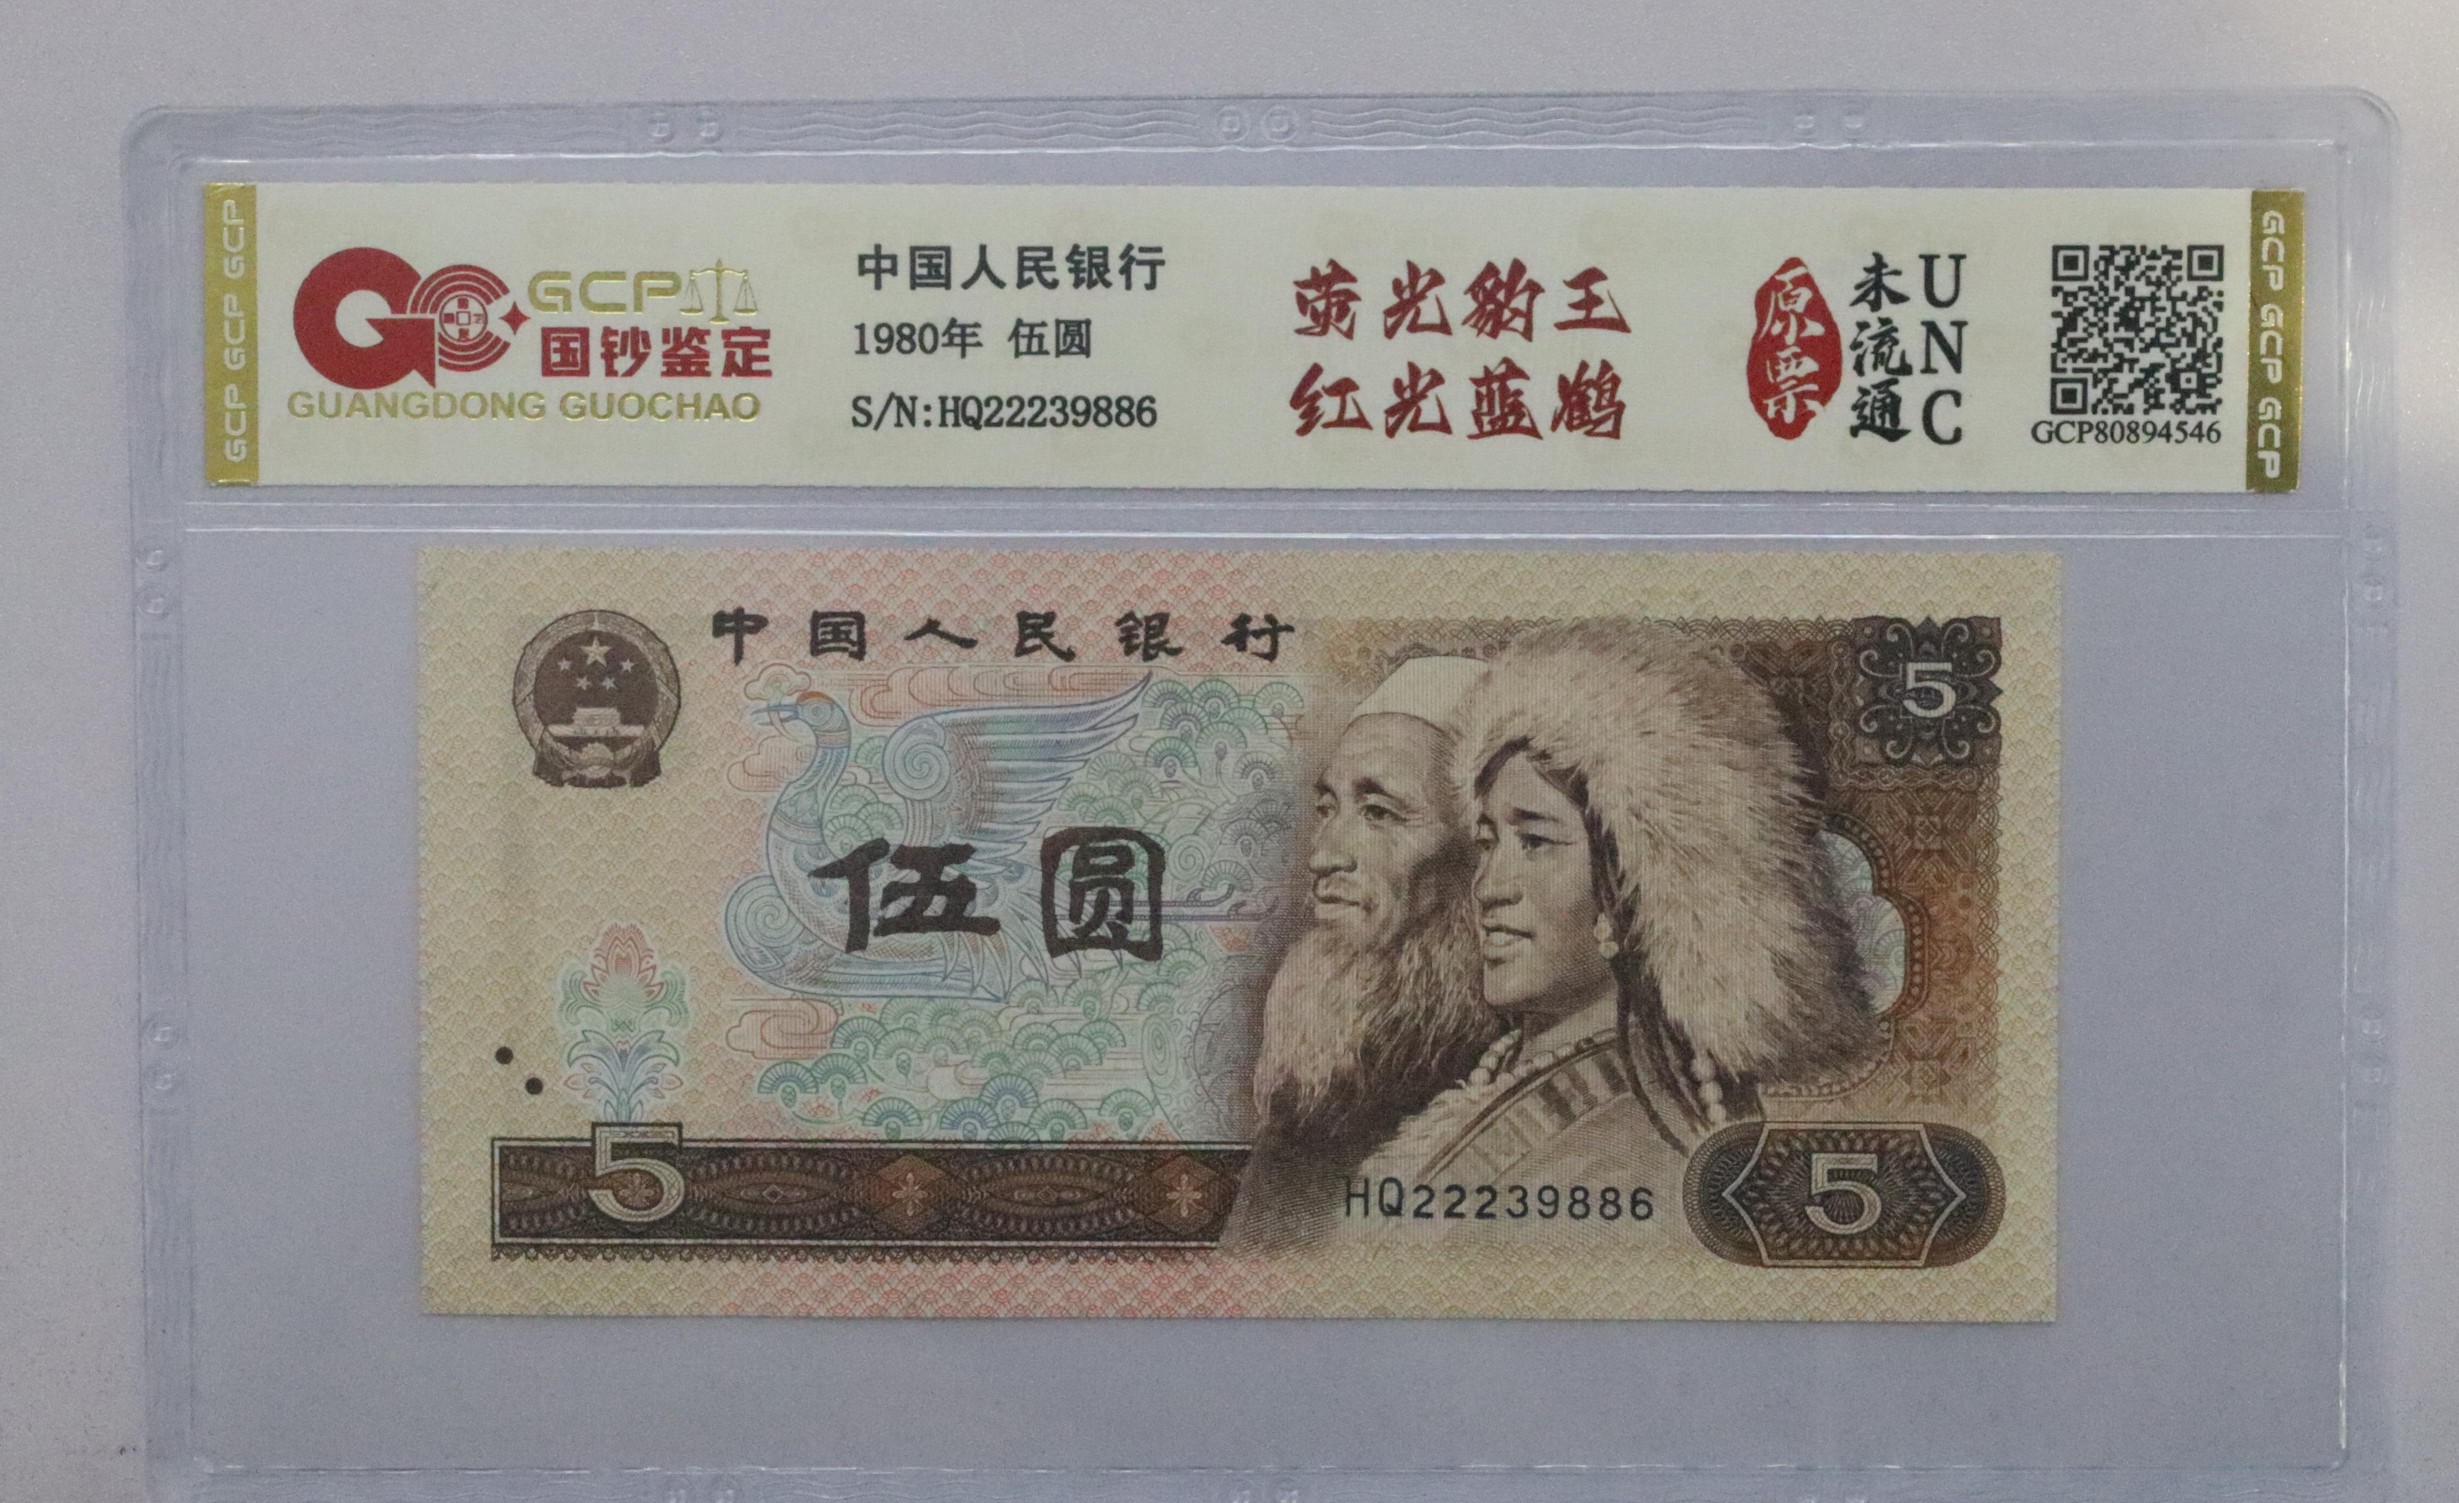 GCP GCP GCP
GCP
国钞鉴定
GUANGDONG GUOCHAO
中国人民银行
1980年 伍圆
S/N:HQ22239886
荧光豹王
红光蓝鹤
原票
未流通
UNC
GCP80894546
GCP GCP GCP
中国人民银行
5
伍圆
5
HQ22239886
5